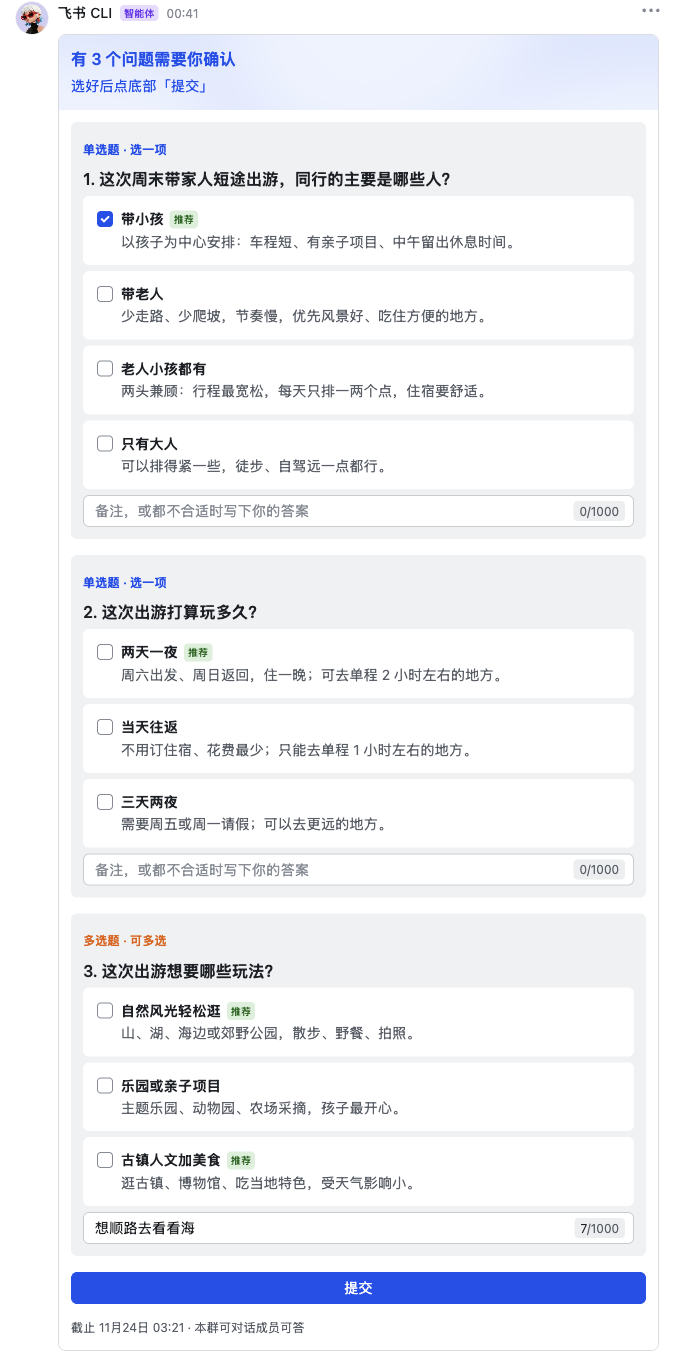 飞书 CLI 智能体 00:41
有 3 个问题需要你确认
选好后点底部「提交」
单选题 · 选一项
1. 这次周末带家人短途出游，同行的主要是哪些人？
带小孩 推荐
以孩子为中心安排：车程短、有亲子项目、中午留出休息时间。
带老人
少走路、少爬坡，节奏慢，优先风景好、吃住方便的地方。
老人小孩都有
两头兼顾：行程最宽松，每天只排一两个点，住宿要舒适。
只有大人
可以排得紧一些，徒步、自驾远一点都行。
备注，或都不合适时写下你的答案 0/1000
单选题 · 选一项
2. 这次出游打算玩多久？
两天一夜 推荐
周六出发、周日返回，住一晚；可去单程 2 小时左右的地方。
当天往返
不用订住宿、花费最少；只能去单程 1 小时左右的地方。
三天两夜
需要周五或周一请假；可以去更远的地方。
备注，或都不合适时写下你的答案 0/1000
多选题 · 可多选
3. 这次出游想要哪些玩法？
自然风光轻松逛 推荐
山、湖、海边或郊野公园，散步、野餐、拍照。
乐园或亲子项目
主题乐园、动物园、农场采摘，孩子最开心。
古镇人文加美食 推荐
逛古镇、博物馆、吃当地特色，受天气影响小。
想顺路去看看海 7/1000
提交
截止 11月24日 03:21 · 本群可对话成员可答